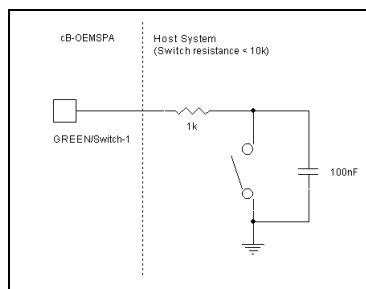 cB-OEMSPA
Host System
(Switch resistance < 10k)
GREEN/Switch-1
1k
100nF